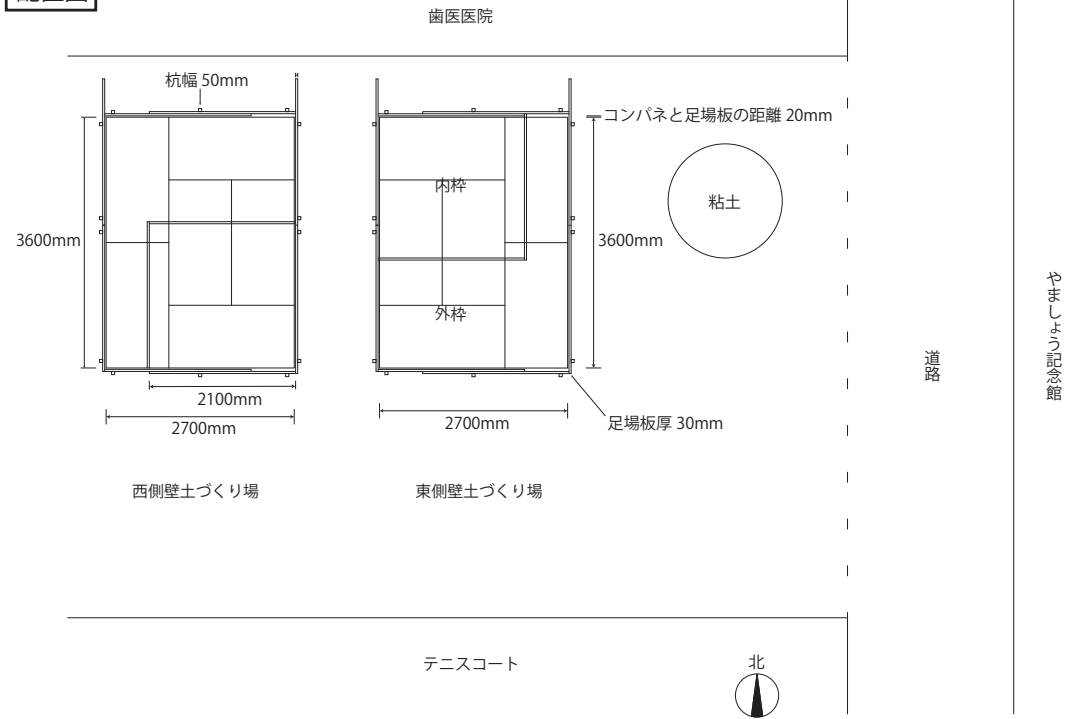 歯医医院
杭幅 50mm
コンパネと足場板の距離 20mm
内枠
粘土
3600mm
3600mm
外枠
2100mm
2700mm
2700mm
足場板厚 30mm
西側壁土づくり場
東側壁土づくり場
道路
やましょう記念館
テニスコート
北